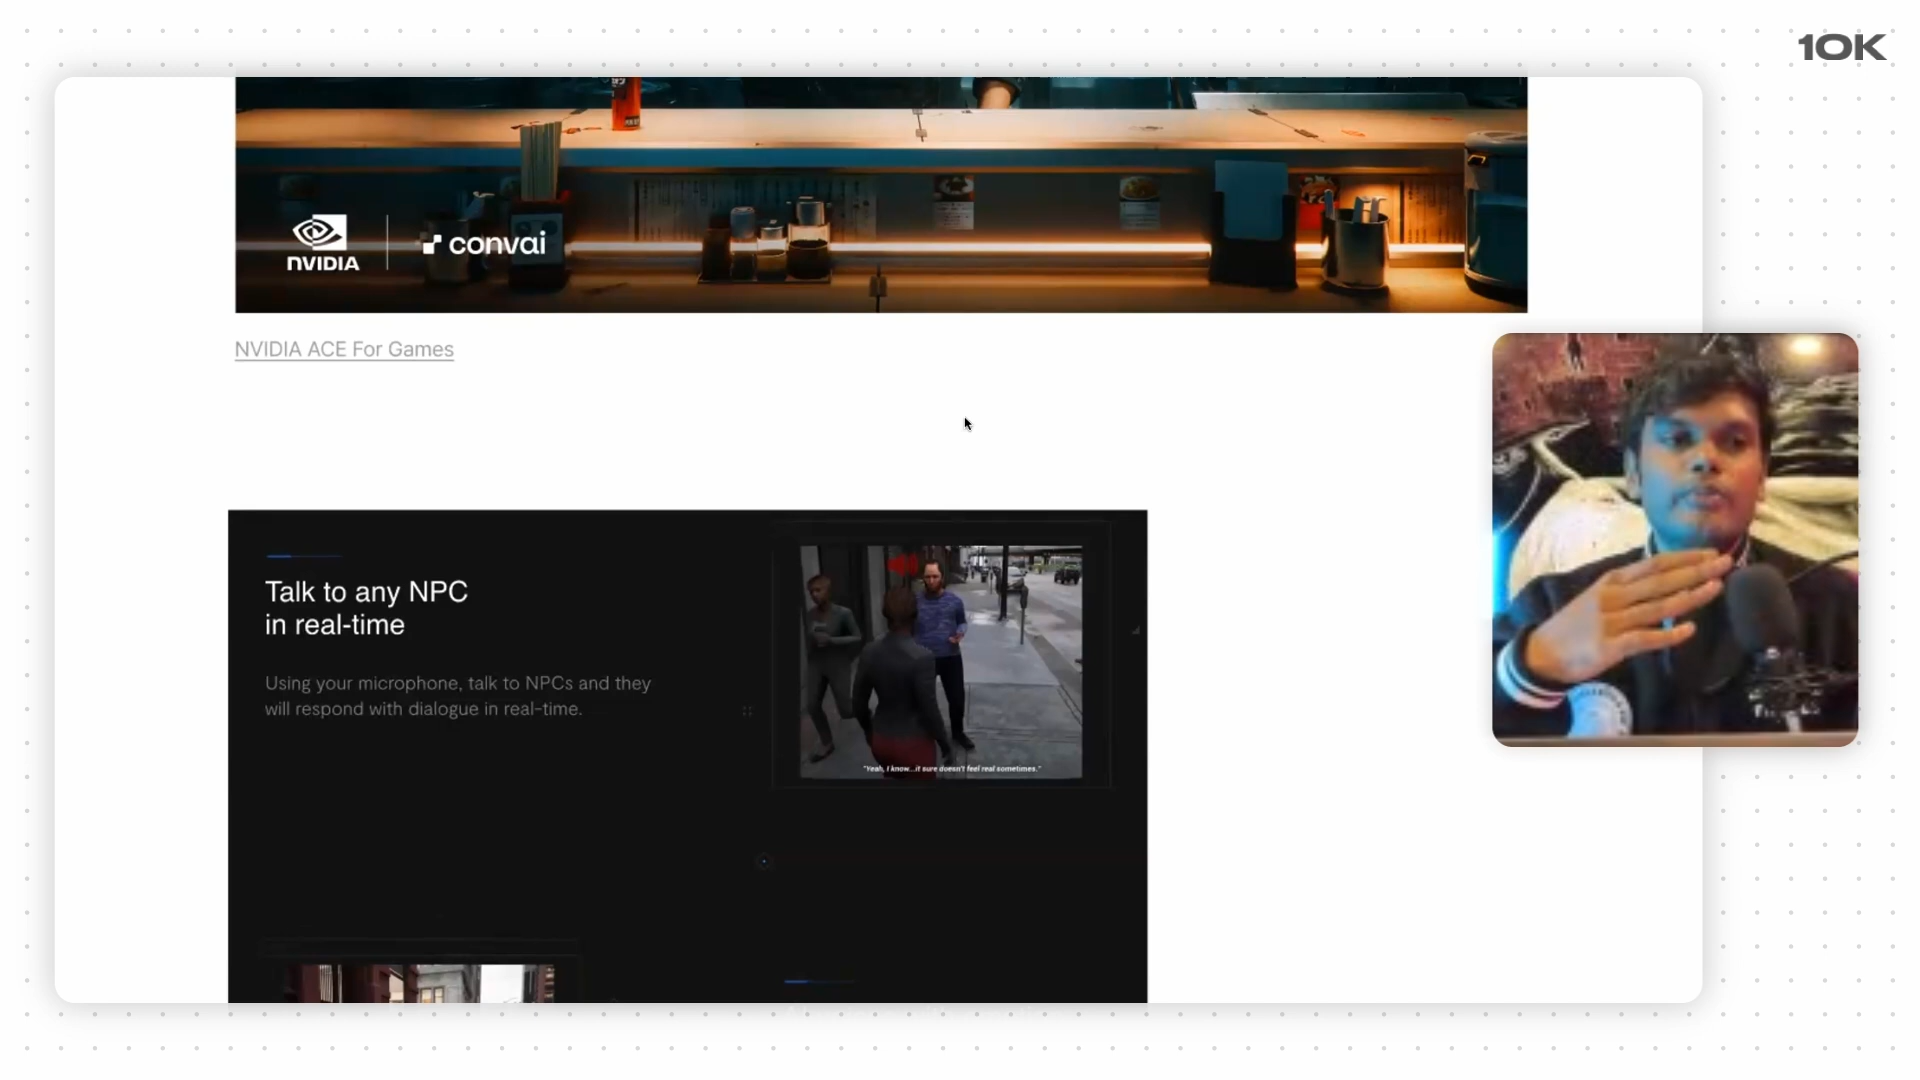 10K
NVIDIA
convai
NVIDIA ACE For Games
Talk to any NPC
in real-time
Using your microphone, talk to NPCs and they
will respond with dialogue in real-time.
"Yeah, I know...it sure doesn't feel real sometimes."